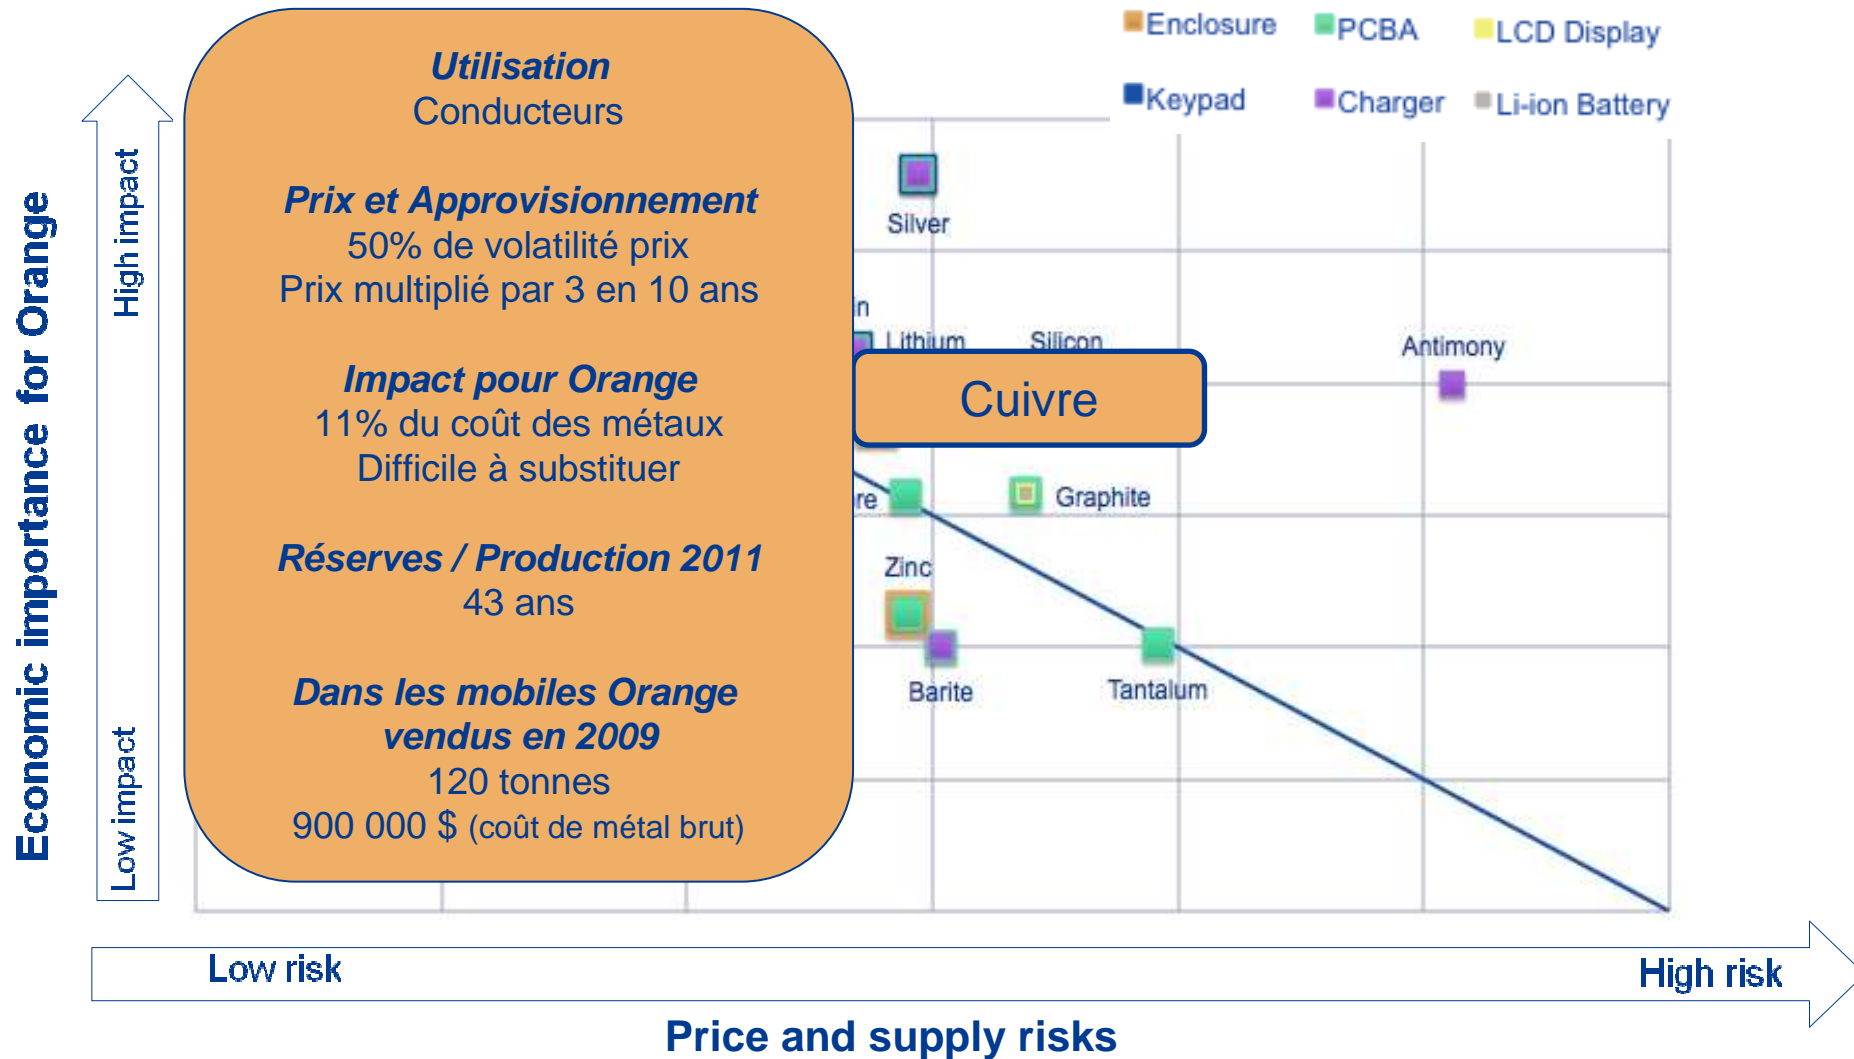 Enclosure
PCBA
LCD Display
Keypad
Charger
Li-ion Battery
Economic importance for Orange
High impact
Low impact
Utilisation
Conducteurs
Prix et Approvisionnement
50% de volatilité prix
Prix multiplié par 3 en 10 ans
Impact pour Orange
11% du coût des métaux
Difficile à substituer
Réserves / Production 2011
43 ans
Dans les mobiles Orange
vendus en 2009
120 tonnes
900 000 $ (coût de métal brut)
Silver
Lithium
Silicon
Antimony
Cuivre
Graphite
Zinc
Barite
Tantalum
Low risk
High risk
Price and supply risks